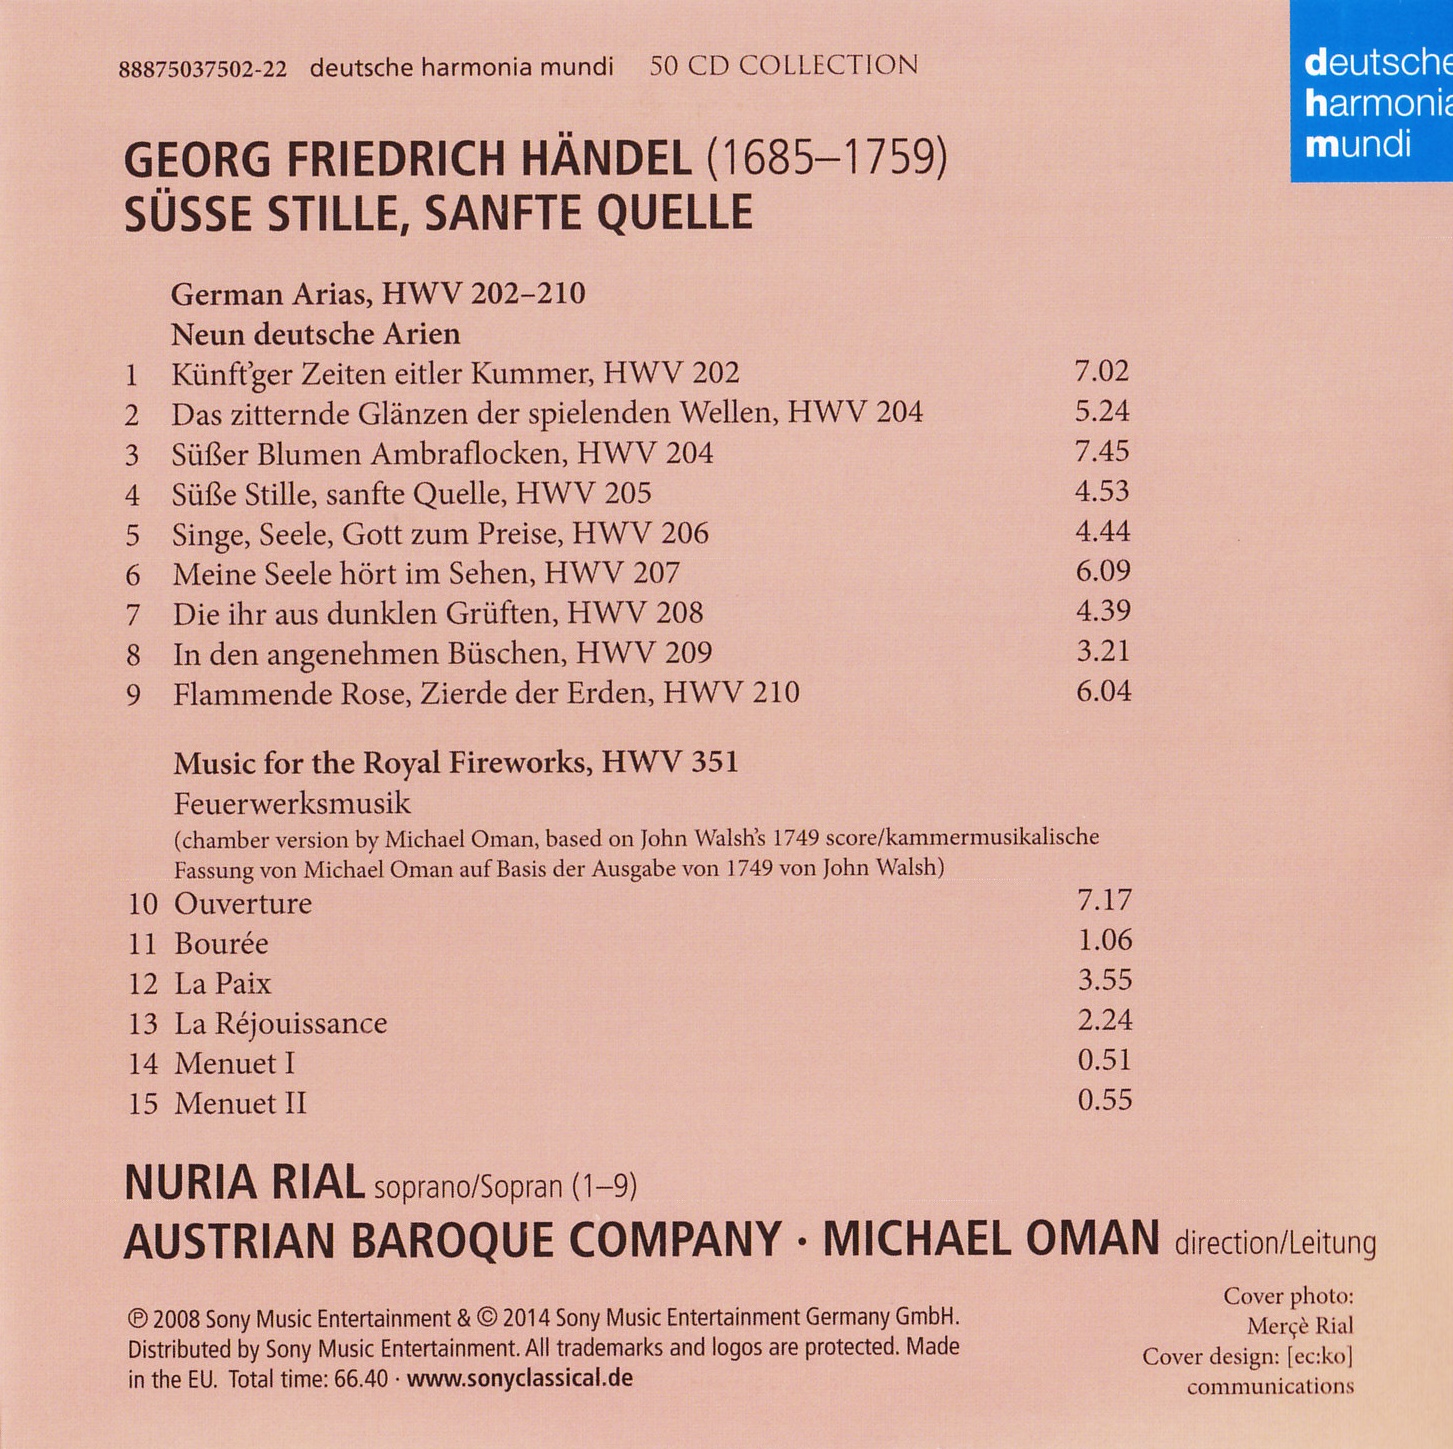 88875037502-22 deutsche harmonia mundi 50 CD COLLECTION
deutsche
harmonia
mundi
GEORG FRIEDRICH HÄNDEL (1685–1759)
SÜSSE STILLE, SANFTE QUELLE
German Arias, HWV 202–210
Neun deutsche Arien
1 Künft'ger Zeiten eitler Kummer, HWV 202 7.02
2 Das zitternde Glänzen der spielenden Wellen, HWV 204 5.24
3 Süßer Blumen Ambraflocken, HWV 204 7.45
4 Süße Stille, sanfte Quelle, HWV 205 4.53
5 Singe, Seele, Gott zum Preise, HWV 206 4.44
6 Meine Seele hört im Sehen, HWV 207 6.09
7 Die ihr aus dunklen Grüften, HWV 208 4.39
8 In den angenehmen Büschen, HWV 209 3.21
9 Flammende Rose, Zierde der Erden, HWV 210 6.04
Music for the Royal Fireworks, HWV 351
Feuerwerksmusik
(chamber version by Michael Oman, based on John Walsh's 1749 score/kammermusikalische
Fassung von Michael Oman auf Basis der Ausgabe von 1749 von John Walsh)
10 Ouverture 7.17
11 Bourée 1.06
12 La Paix 3.55
13 La Réjouissance 2.24
14 Menuet I 0.51
15 Menuet II 0.55
NURIA RIAL soprano/Sopran (1–9)
AUSTRIAN BAROQUE COMPANY · MICHAEL OMAN direction/Leitung
℗ 2008 Sony Music Entertainment & © 2014 Sony Music Entertainment Germany GmbH.
Distributed by Sony Music Entertainment. All trademarks and logos are protected. Made
in the EU. Total time: 66.40 · www.sonyclassical.de
Cover photo:
Merçè Rial
Cover design: [ec:ko]
communications